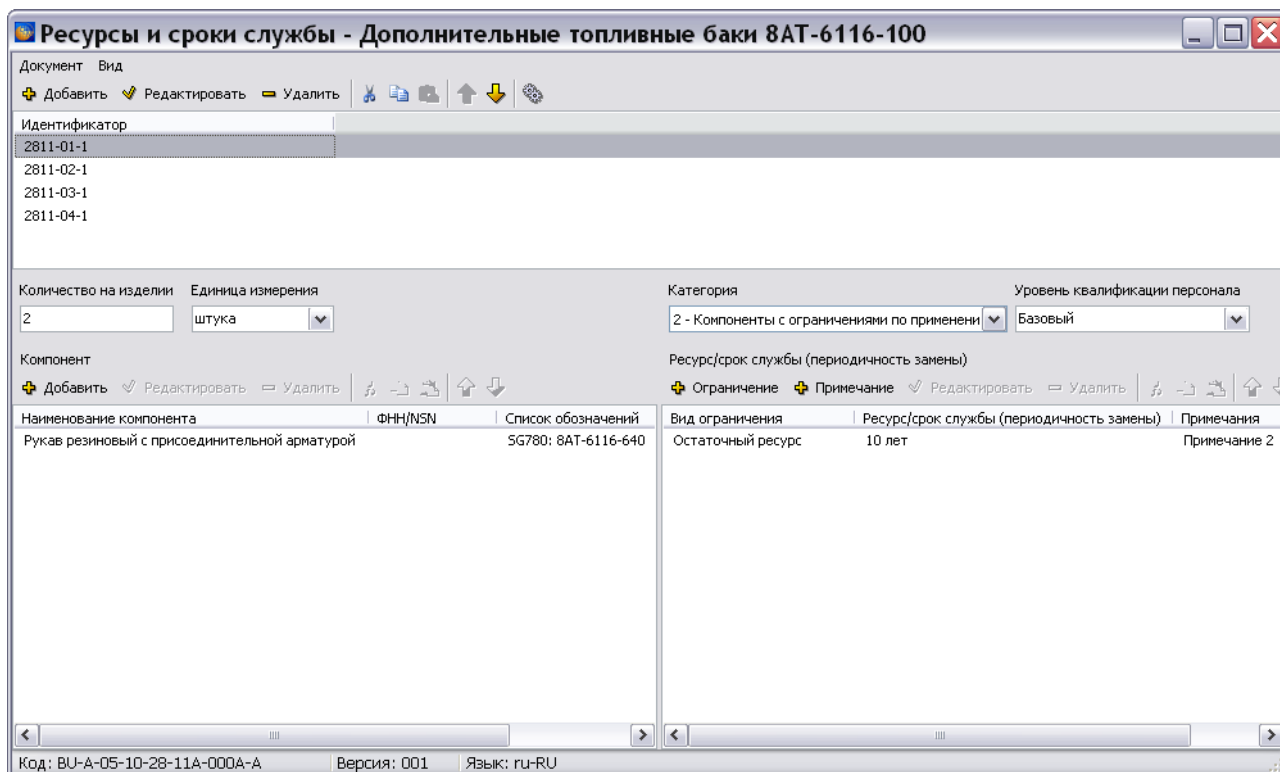 Ресурсы и сроки службы - Дополнительные топливные баки 8АТ-6116-100
Документ Вид
Добавить Редактировать Удалить
Идентификатор
2811-01-1
2811-02-1
2811-03-1
2811-04-1
Количество на изделии Единица измерения Категория Уровень квалификации персонала
2 штука 2 - Компоненты с ограничениями по применени Базовый
Компонент Ресурс/срок службы (периодичность замены)
Добавить Редактировать Удалить Ограничение Примечание Редактировать Удалить
Наименование компонента ФНН/NSN Список обозначений Вид ограничения Ресурс/срок службы (периодичность замены) Примечания
Рукав резиновый с присоединительной арматурой SG780: 8АТ-6116-640 Остаточный ресурс 10 лет Примечание 2
Код: BU-A-05-10-28-11A-000A-A Версия: 001 Язык: ru-RU